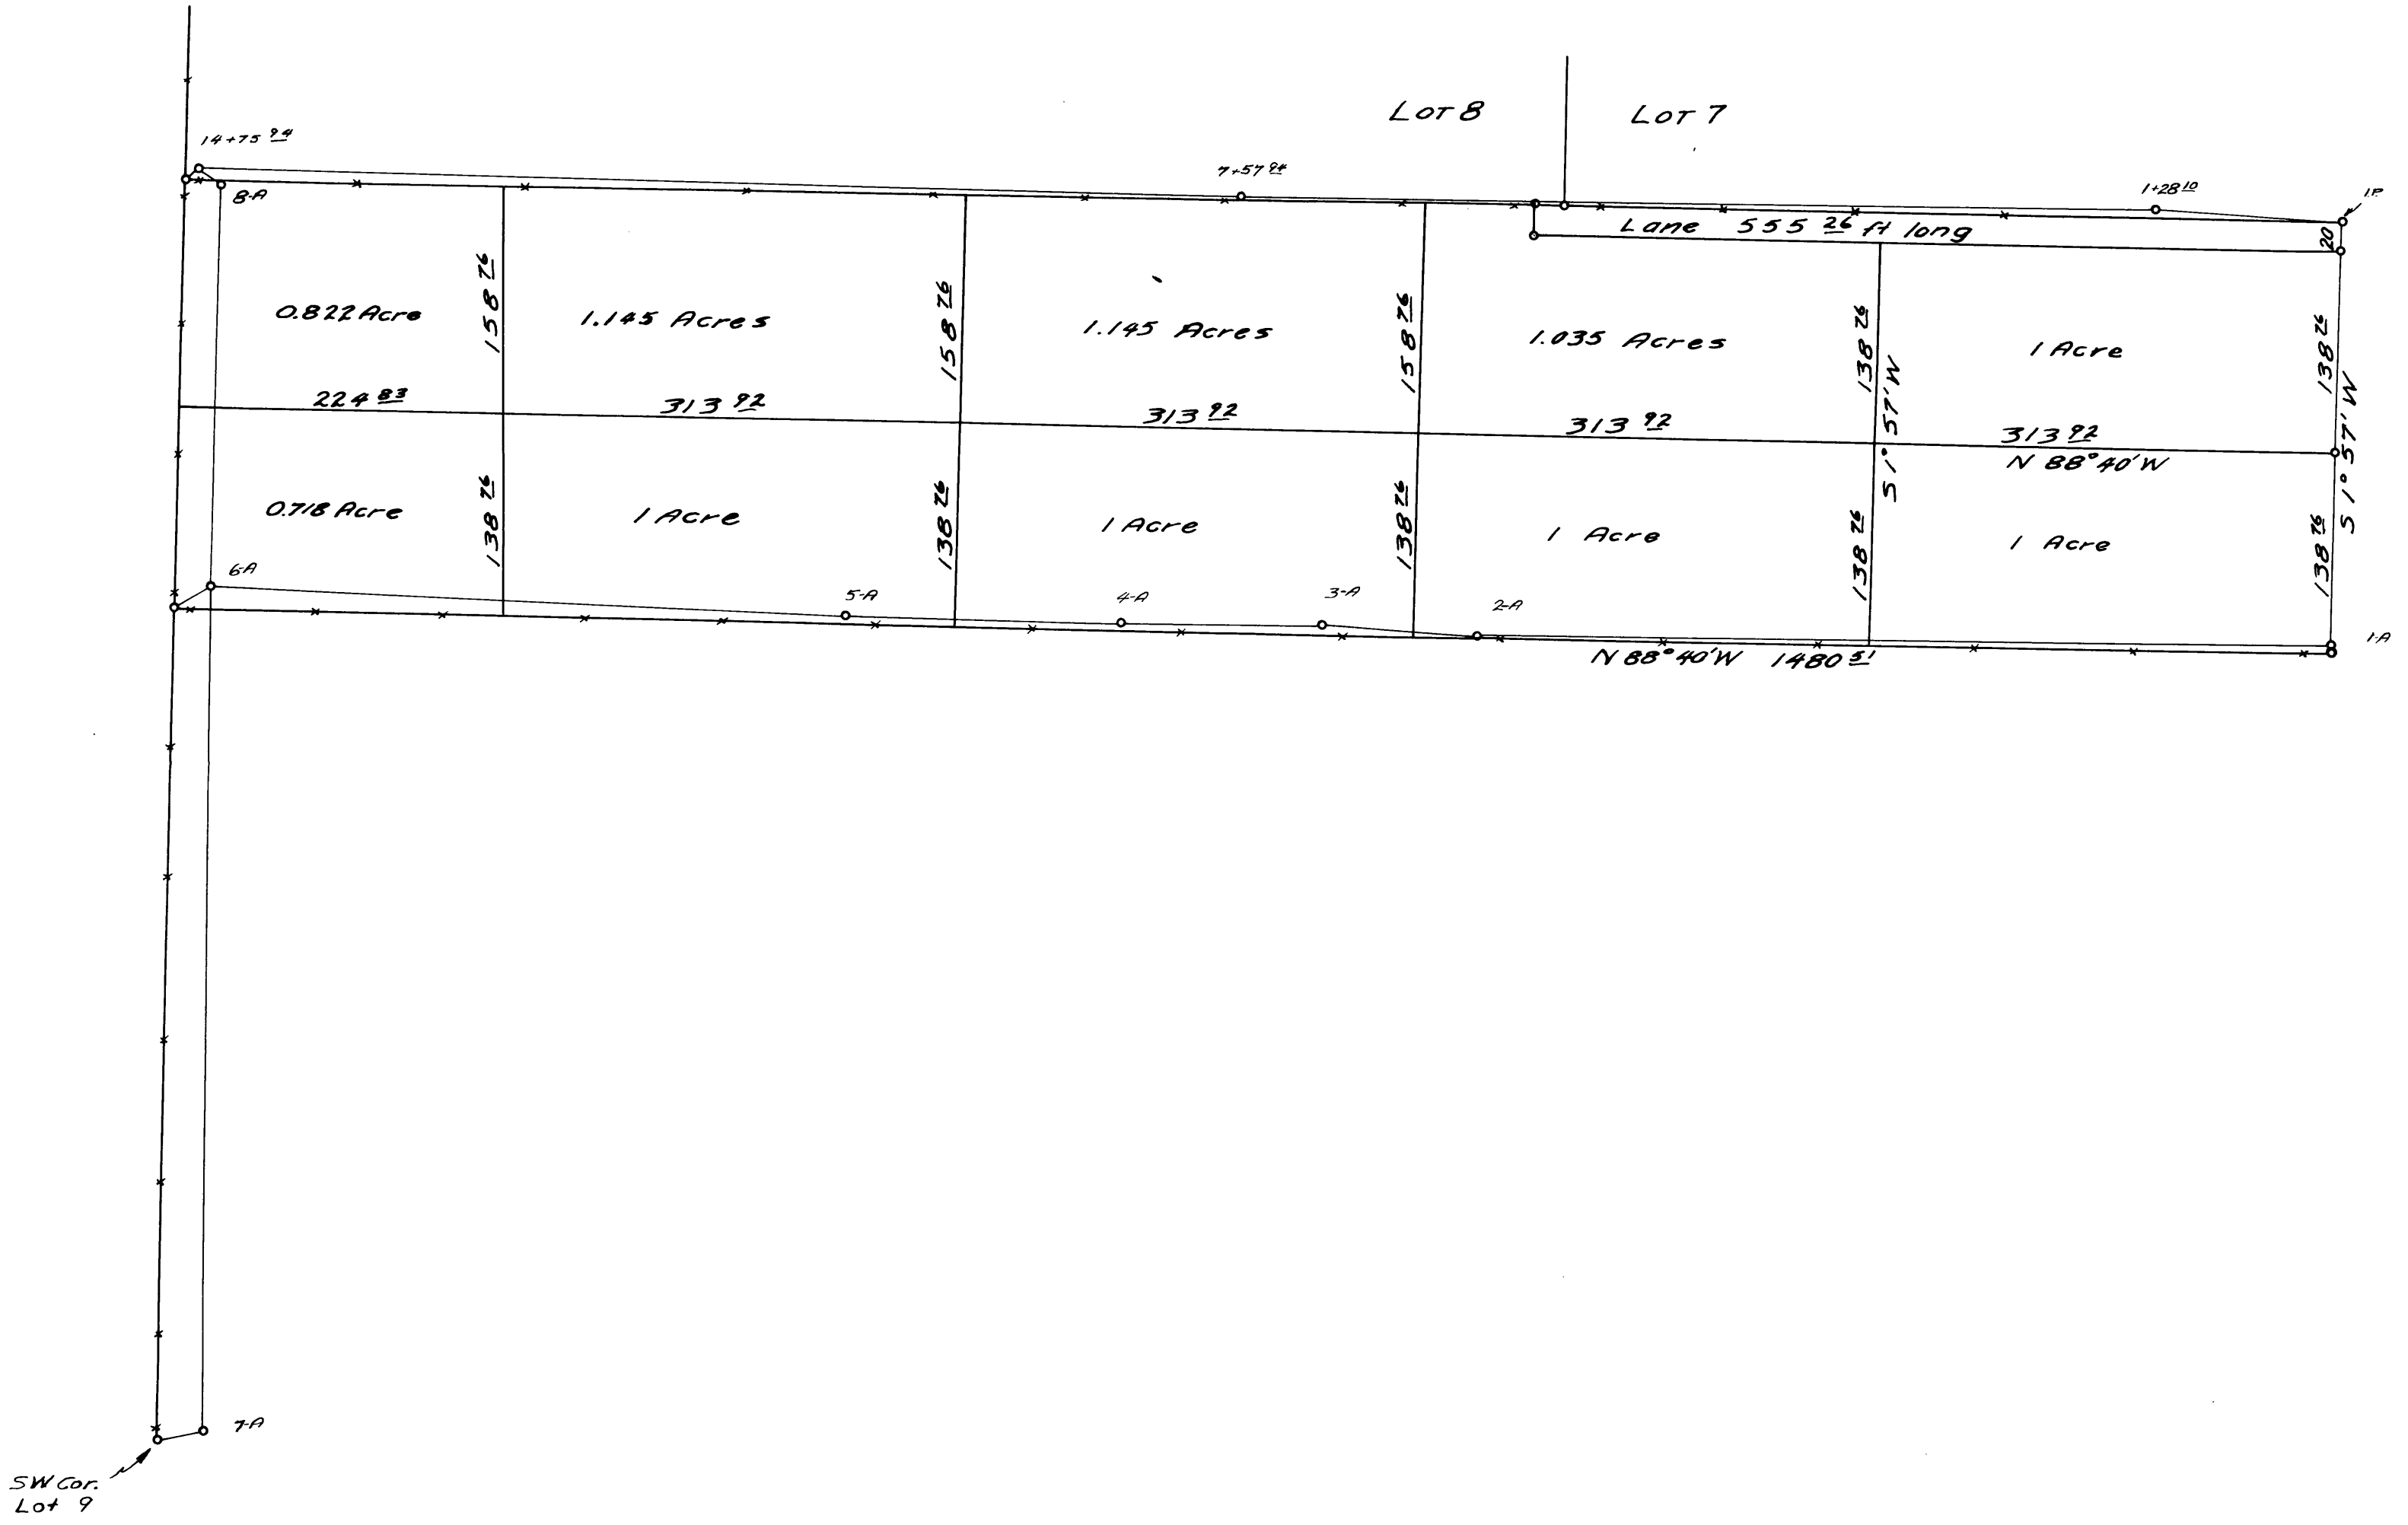 LOT 8
LOT 7
14+75 94
7+57 94
1+28 10
I.P.
8-A
Lane 555 26 ft long
20
0.822 Acre
158 76
1.145 Acres
158 76
1.145 Acres
158 76
1.035 Acres
138 76
S 1° 57' W
1 Acre
138 76
S 1° 57' W
224 83
313 92
313 92
313 92
313 92
N 88° 40' W
0.718 Acre
138 76
1 Acre
138 76
1 Acre
138 76
1 Acre
138 76
1 Acre
138 76
6-A
5-A
4-A
3-A
2-A
1-A
N 88° 40' W 1480 51
7-A
SW Cor.
Lot 9